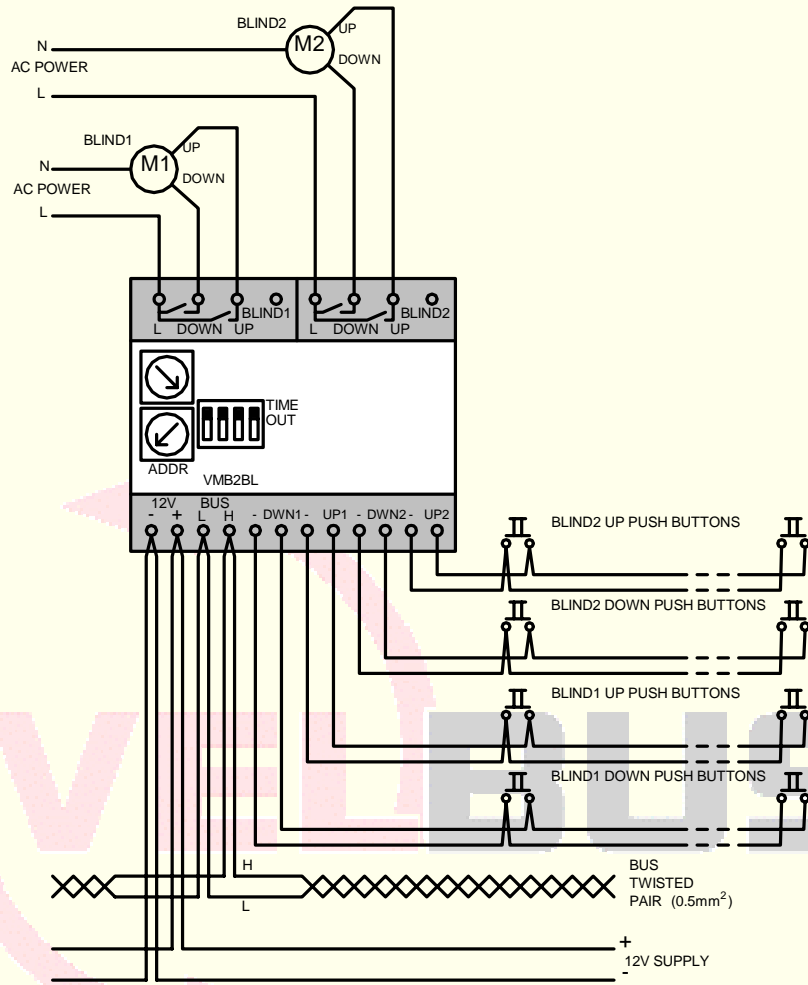 BLIND2
UP
M2
DOWN
N
AC POWER
L
BLIND1
UP
M1
DOWN
N
AC POWER
L
BLIND1 BLIND2
L DOWN UP L DOWN UP
TIME
OUT
ADDR
VMB2BL
12V BUS
- + L H - DWN1 - UP1 - DWN2 - UP2
BLIND2 UP PUSH BUTTONS
BLIND2 DOWN PUSH BUTTONS
BLIND1 UP PUSH BUTTONS
BLIND1 DOWN PUSH BUTTONS
VELBUS
H
L
BUS
TWISTED
PAIR (0.5mm²)
+
12V SUPPLY
-